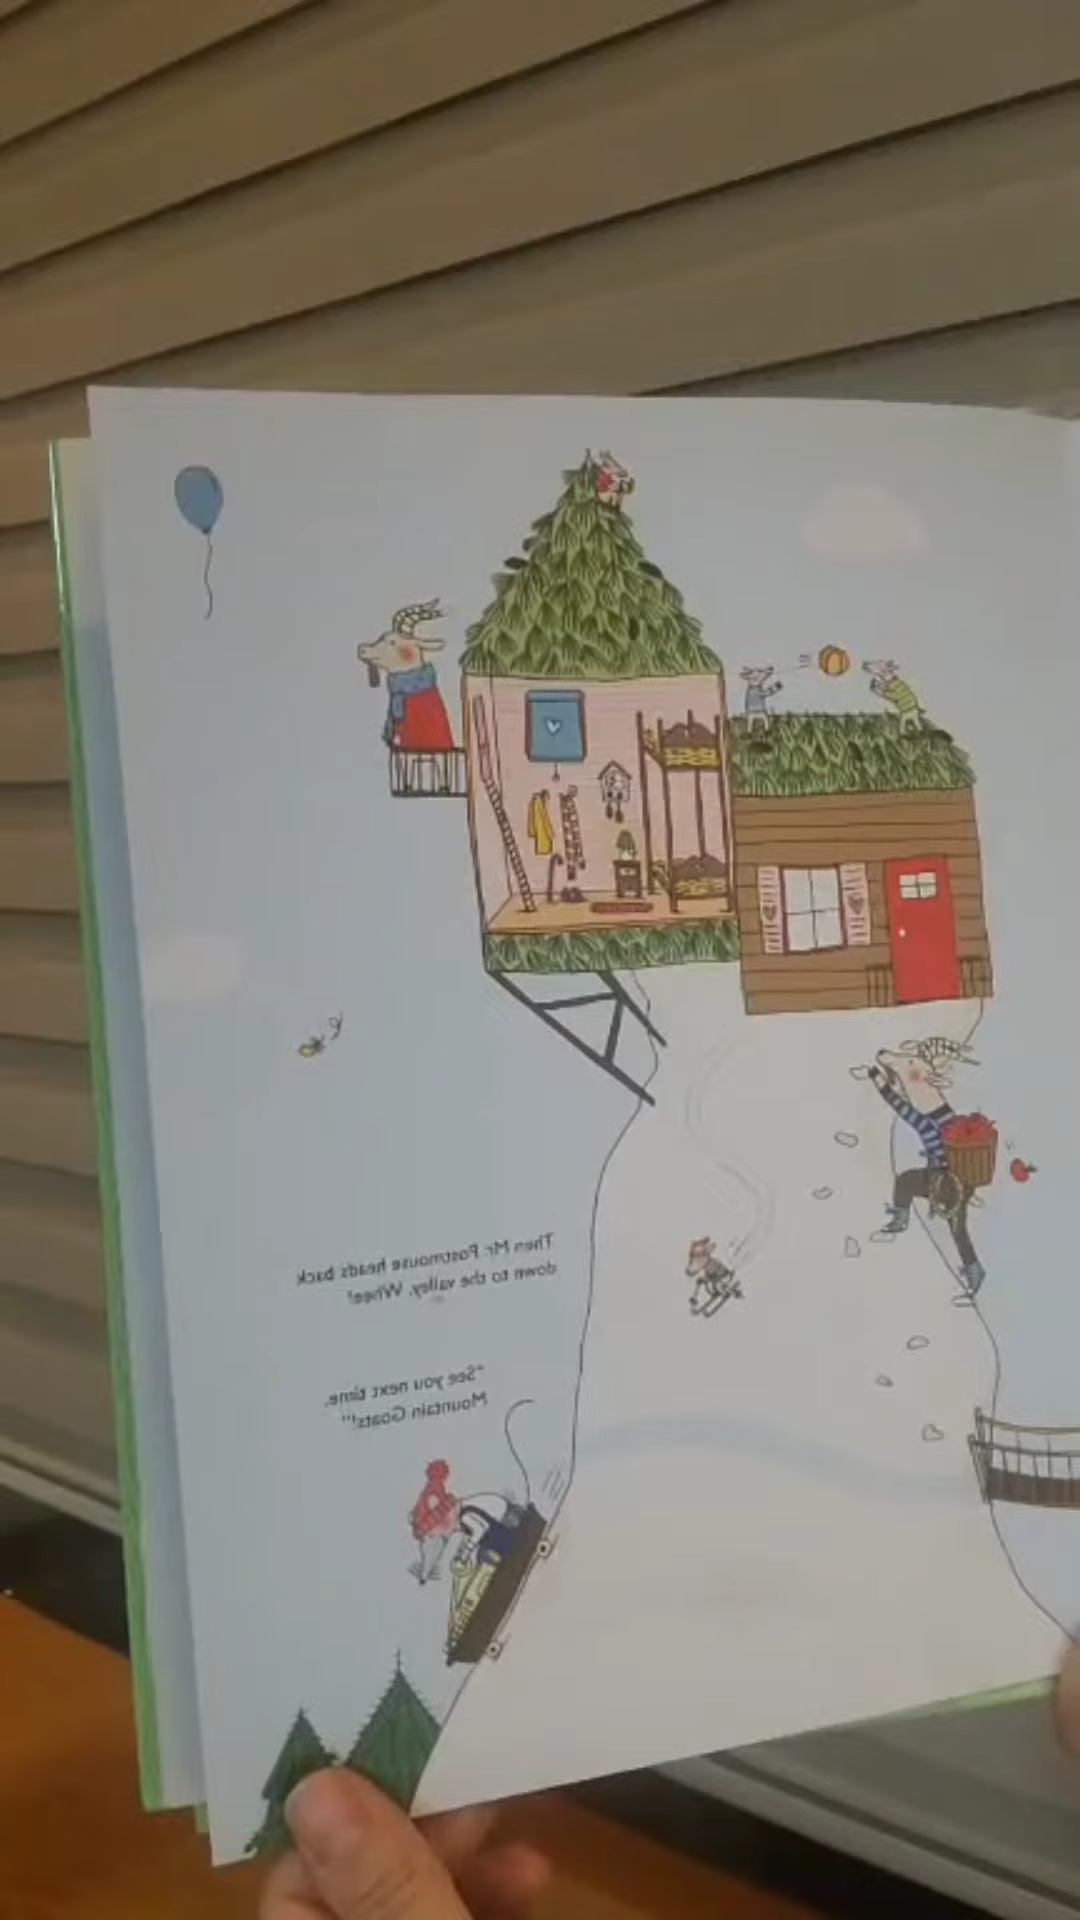 Then Mr Postmouse heads back
down to the valley. Whee!
"See you next time,
Mountain Goats!"